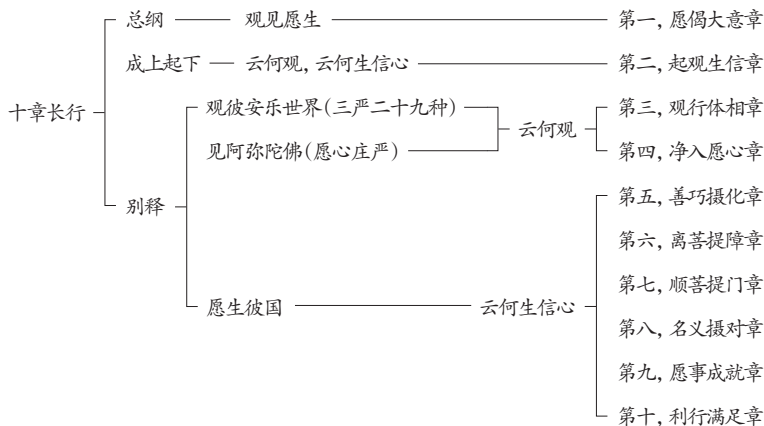 总纲 观见愿生 第一，愿偈大意章
成上起下 云何观，云何生信心 第二，起观生信章
十章长行 观彼安乐世界（三严二十九种） 第三，观行体相章
云何观
见阿弥陀佛（愿心庄严） 第四，净入愿心章
别释 第五，善巧摄化章
第六，离菩提障章
第七，顺菩提门章
愿生彼国 云何生信心
第八，名义摄对章
第九，愿事成就章
第十，利行满足章